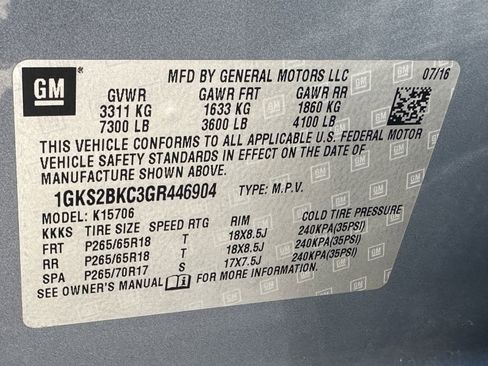 GM
MFD BY GENERAL MOTORS LLC 07/16
GVWR GAWR FRT GAWR RR
3311 KG 1633 KG 1860 KG
7300 LB 3600 LB 4100 LB
THIS VEHICLE CONFORMS TO ALL APPLICABLE U.S. FEDERAL MOTOR
VEHICLE SAFETY STANDARDS IN EFFECT ON THE DATE OF
MANUFACTURE SHOWN ABOVE.
1GKS2BKC3GR446904 TYPE: M.P.V.
MODEL: K15706
KKKS TIRE SIZE SPEED RTG RIM COLD TIRE PRESSURE
FRT P265/65R18 T 18X8.5J 240KPA(35PSI)
RR P265/65R18 T 18X8.5J 240KPA(35PSI)
SPA P265/70R17 S 17X7.5J 240KPA(35PSI)
SEE OWNER'S MANUAL FOR MORE INFORMATION.